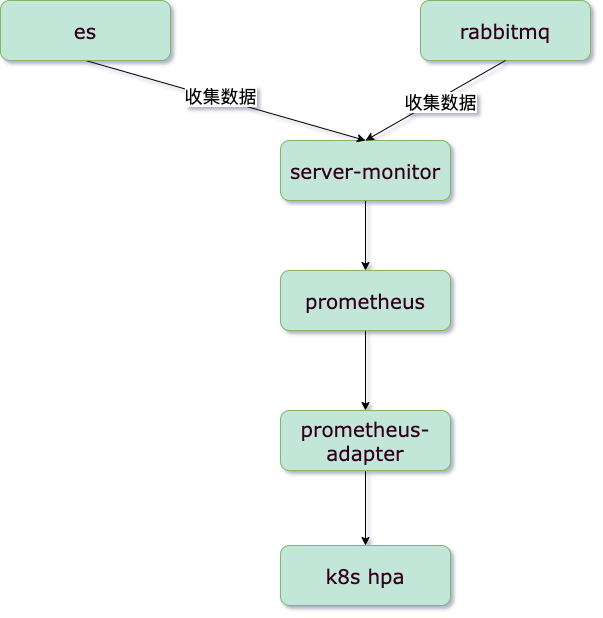 es
rabbitmq
收集数据
收集数据
server-monitor
prometheus
prometheus-
adapter
k8s hpa